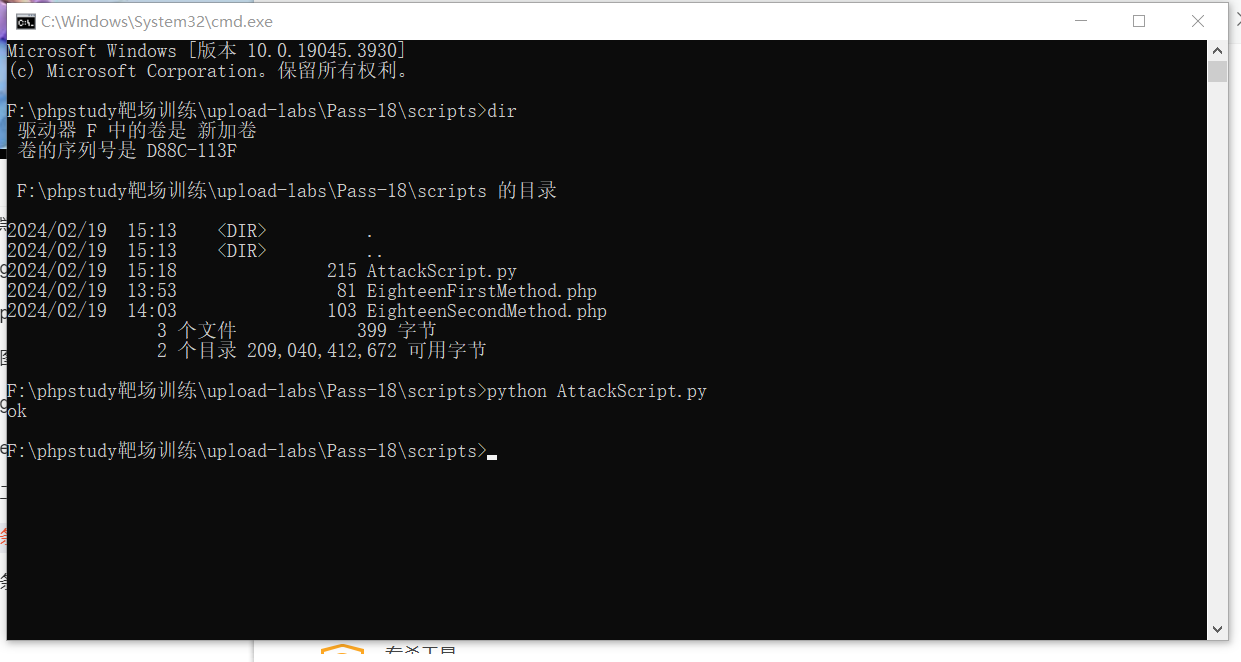 C:\Windows\System32\cmd.exe
Microsoft Windows [版本 10.0.19045.3930]
(c) Microsoft Corporation。保留所有权利。
F:\phpstudy靶场训练\upload-labs\Pass-18\scripts>dir
驱动器 F 中的卷是 新加卷
卷的序列号是 D88C-113F
F:\phpstudy靶场训练\upload-labs\Pass-18\scripts 的目录
2024/02/19  15:13    <DIR>          .
2024/02/19  15:13    <DIR>          ..
2024/02/19  15:18               215 AttackScript.py
2024/02/19  13:53                81 EighteenFirstMethod.php
2024/02/19  14:03               103 EighteenSecondMethod.php
3 个文件            399 字节
2 个目录 209,040,412,672 可用字节
F:\phpstudy靶场训练\upload-labs\Pass-18\scripts>python AttackScript.py
ok
F:\phpstudy靶场训练\upload-labs\Pass-18\scripts>